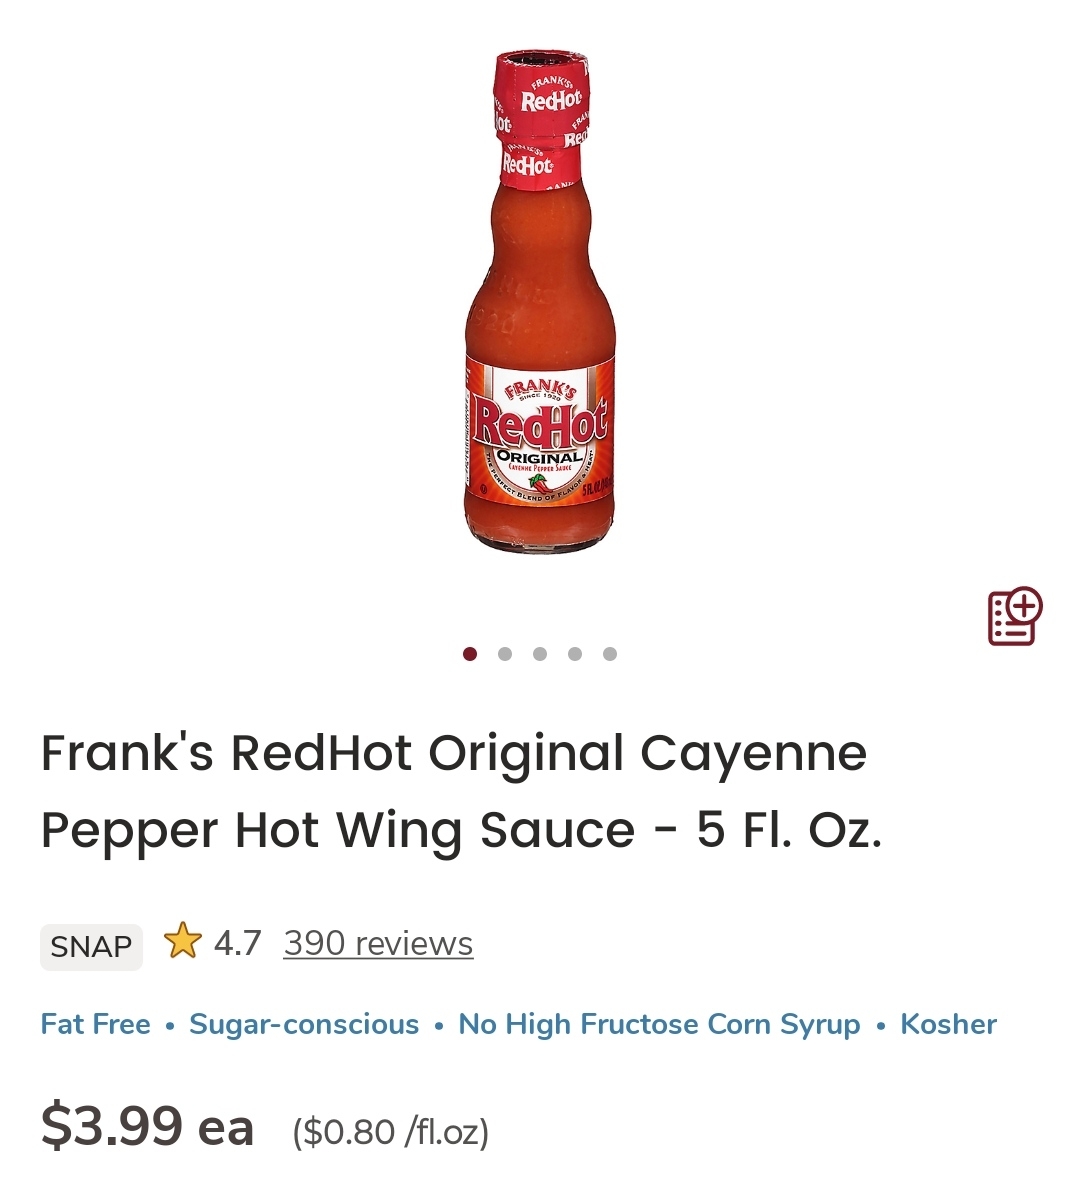 FRANK'S
RedHot
RedHot
FRANK'S
SINCE 1920
RedHot
ORIGINAL
CAYENNE PEPPER SAUCE
THE PERFECT BLEND OF FLAVOR & HEAT
Frank's RedHot Original Cayenne
Pepper Hot Wing Sauce - 5 Fl. Oz.
SNAP 4.7 390 reviews
Fat Free • Sugar-conscious • No High Fructose Corn Syrup • Kosher
$3.99 ea ($0.80 /fl.oz)